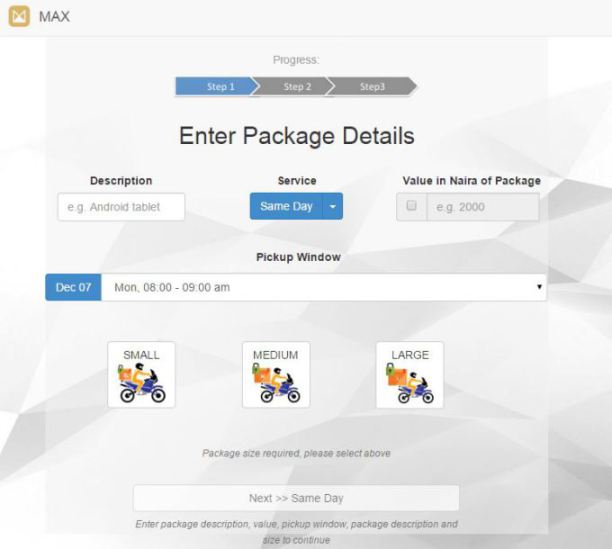 MAX
Progress:
Step 1 Step 2 Step3
Enter Package Details
Description Service Value in Naira of Package
e.g. Android tablet Same Day e.g. 2000
Pickup Window
Dec 07 Mon, 08:00 - 09:00 am
SMALL MEDIUM LARGE
Package size required, please select above
Next >> Same Day
Enter package description, value, pickup window, package description and
size to continue